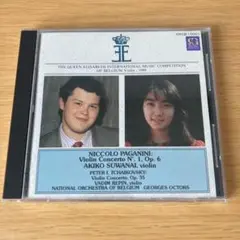 THE QUEEN ELISABETH INTERNATIONAL MUSIC COMPETITION
OF BELGIUM Violin - 1989
NICCOLO PAGANINI:
Violin Concerto N° 1, Op. 6
AKIKO SUWANAI, violin
PETER I. TCHAIKOVSKY:
Violin Concerto, Op. 35
VADIM REPIN, violin
NATIONAL ORCHESTRA OF BELGIUM - GEORGES OCTORS